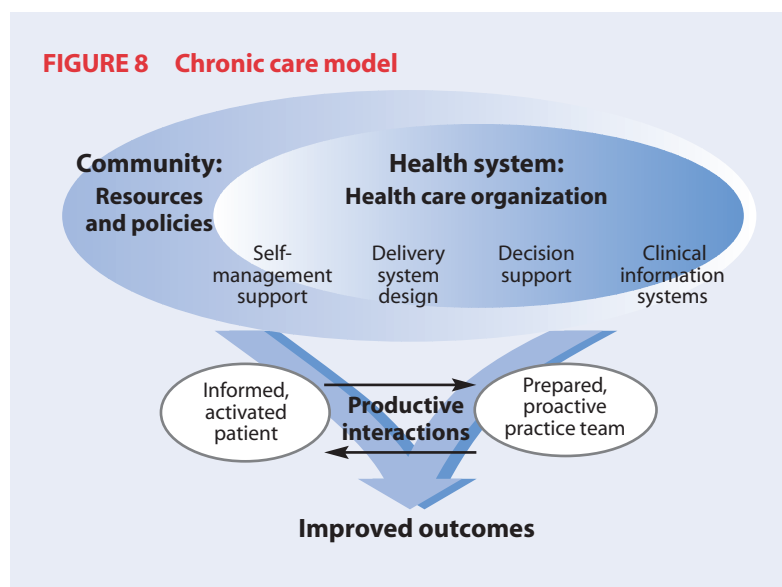 FIGURE 8 Chronic care model
Community:
Resources
and policies
Health system:
Health care organization
Self-
management
support
Delivery
system
design
Decision
support
Clinical
information
systems
Informed,
activated
patient
Productive
interactions
Prepared,
proactive
practice team
Improved outcomes